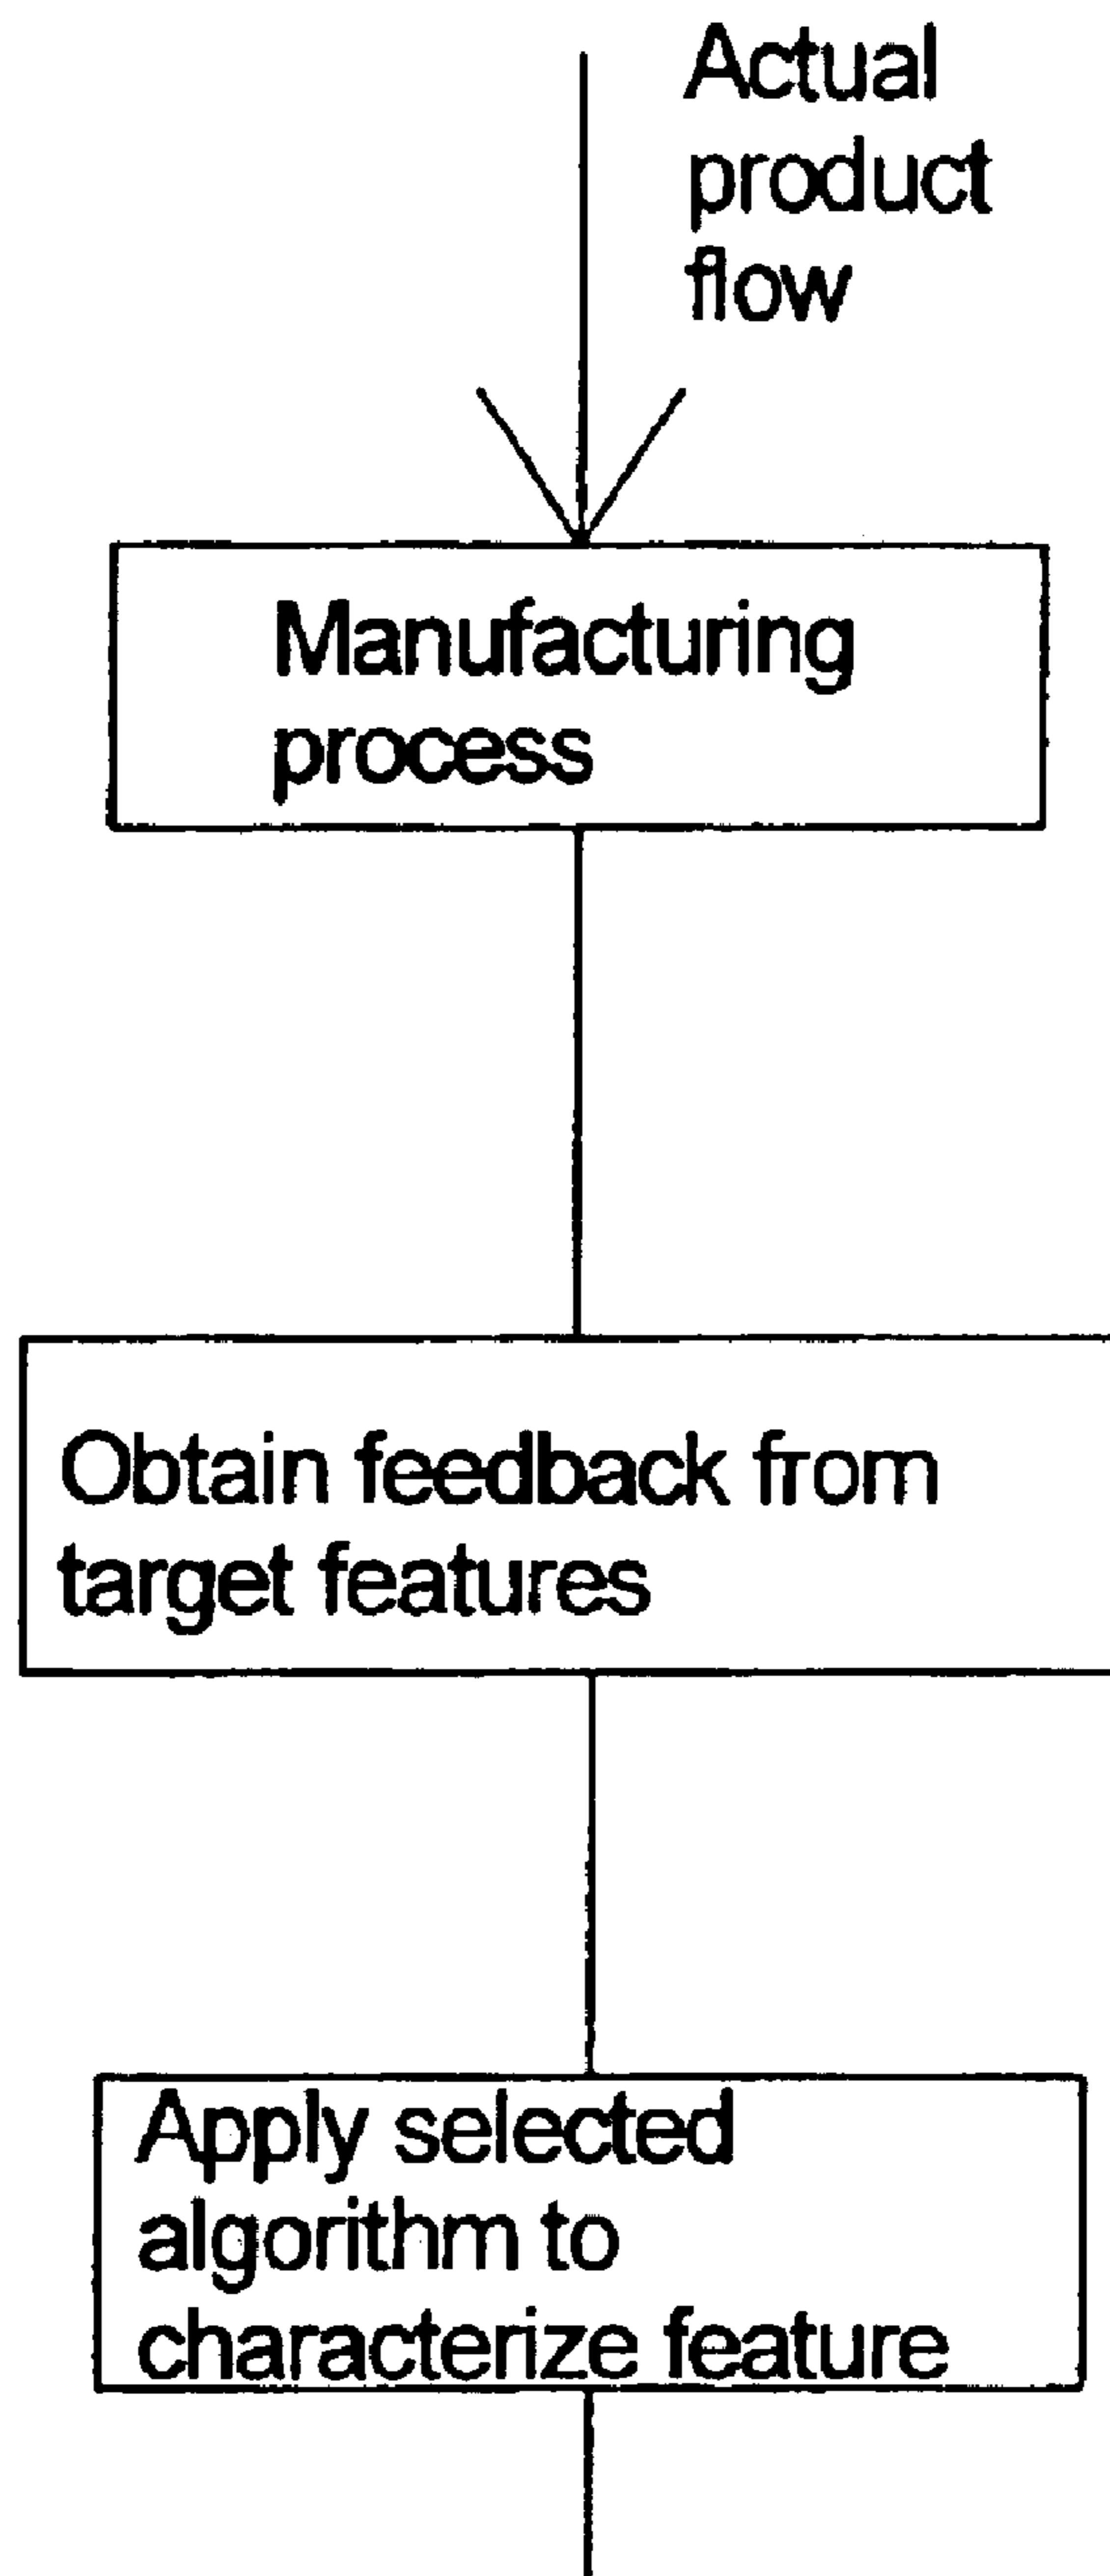 Actual
product
flow
Manufacturing
process
Obtain feedback from
target features
Apply selected
algorithm to
characterize feature